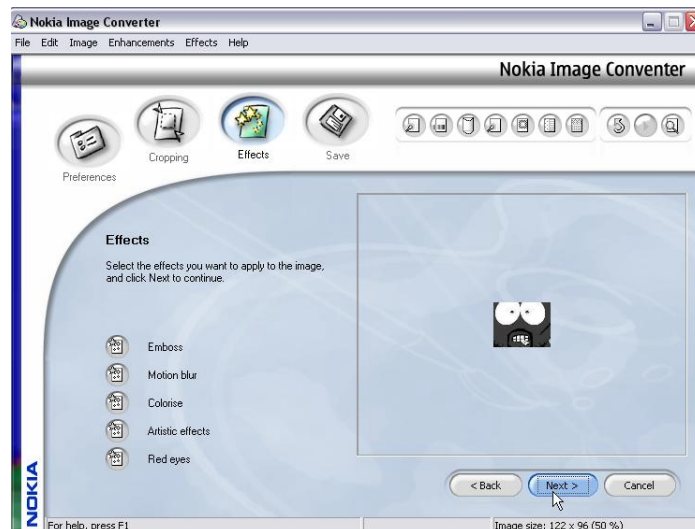 Nokia Image Converter
File Edit Image Enhancements Effects Help
Nokia Image Conventer
Preferences
Cropping
Effects
Save
Effects
Select the effects you want to apply to the image,
and click Next to continue.
Emboss
Motion blur
Colorise
Artistic effects
Red eyes
< Back Next > Cancel
NOKIA
For help, press F1
Image size: 122 x 96 (50 %)